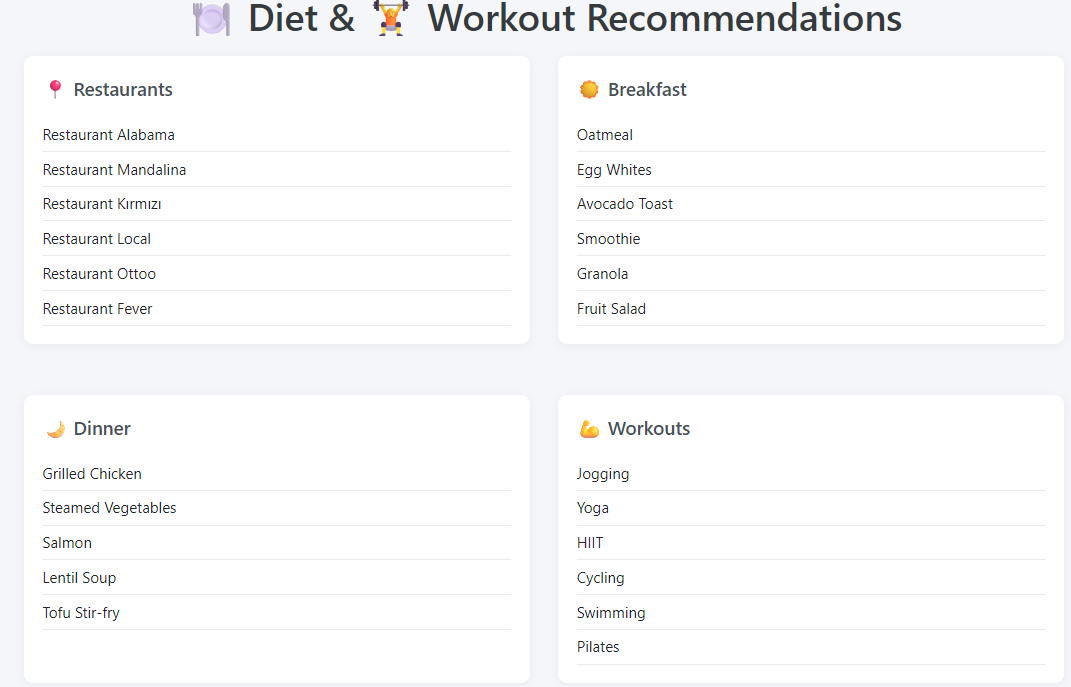 🍽️ Diet & 🏋️ Workout Recommendations
📍 Restaurants
Restaurant Alabama
Restaurant Mandalina
Restaurant Kırmızı
Restaurant Local
Restaurant Ottoo
Restaurant Fever
🌞 Breakfast
Oatmeal
Egg Whites
Avocado Toast
Smoothie
Granola
Fruit Salad
🌙 Dinner
Grilled Chicken
Steamed Vegetables
Salmon
Lentil Soup
Tofu Stir-fry
💪 Workouts
Jogging
Yoga
HIIT
Cycling
Swimming
Pilates